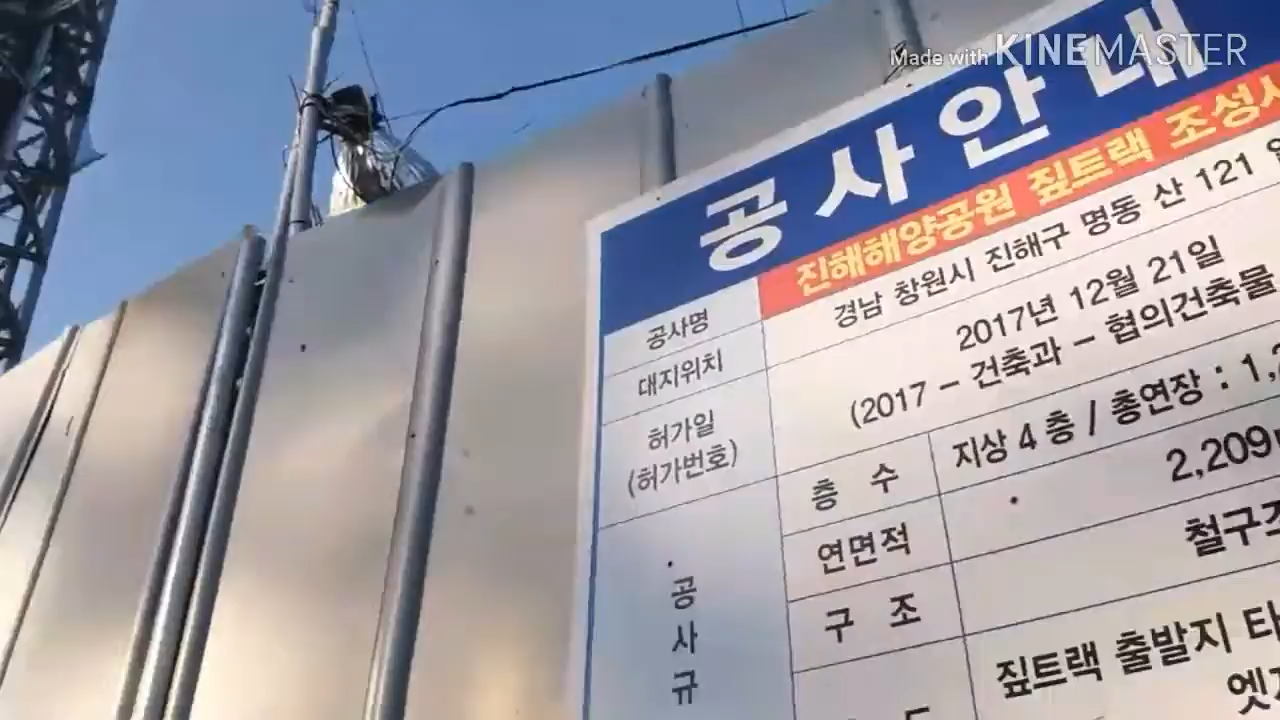 Made with KINEMASTER
공사안내
공사명 진해해양공원 짚트랙 조성사
대지위치 경남 창원시 진해구 명동 산 121
허가일 2017년 12월 21일
(허가번호) (2017 - 건축과 - 협의건축물
층 수 지상 4 층 / 총연장 : 1,2
연면적 2,209
구 조 철구조
짚트랙 출발지 타
엣
공
사
규